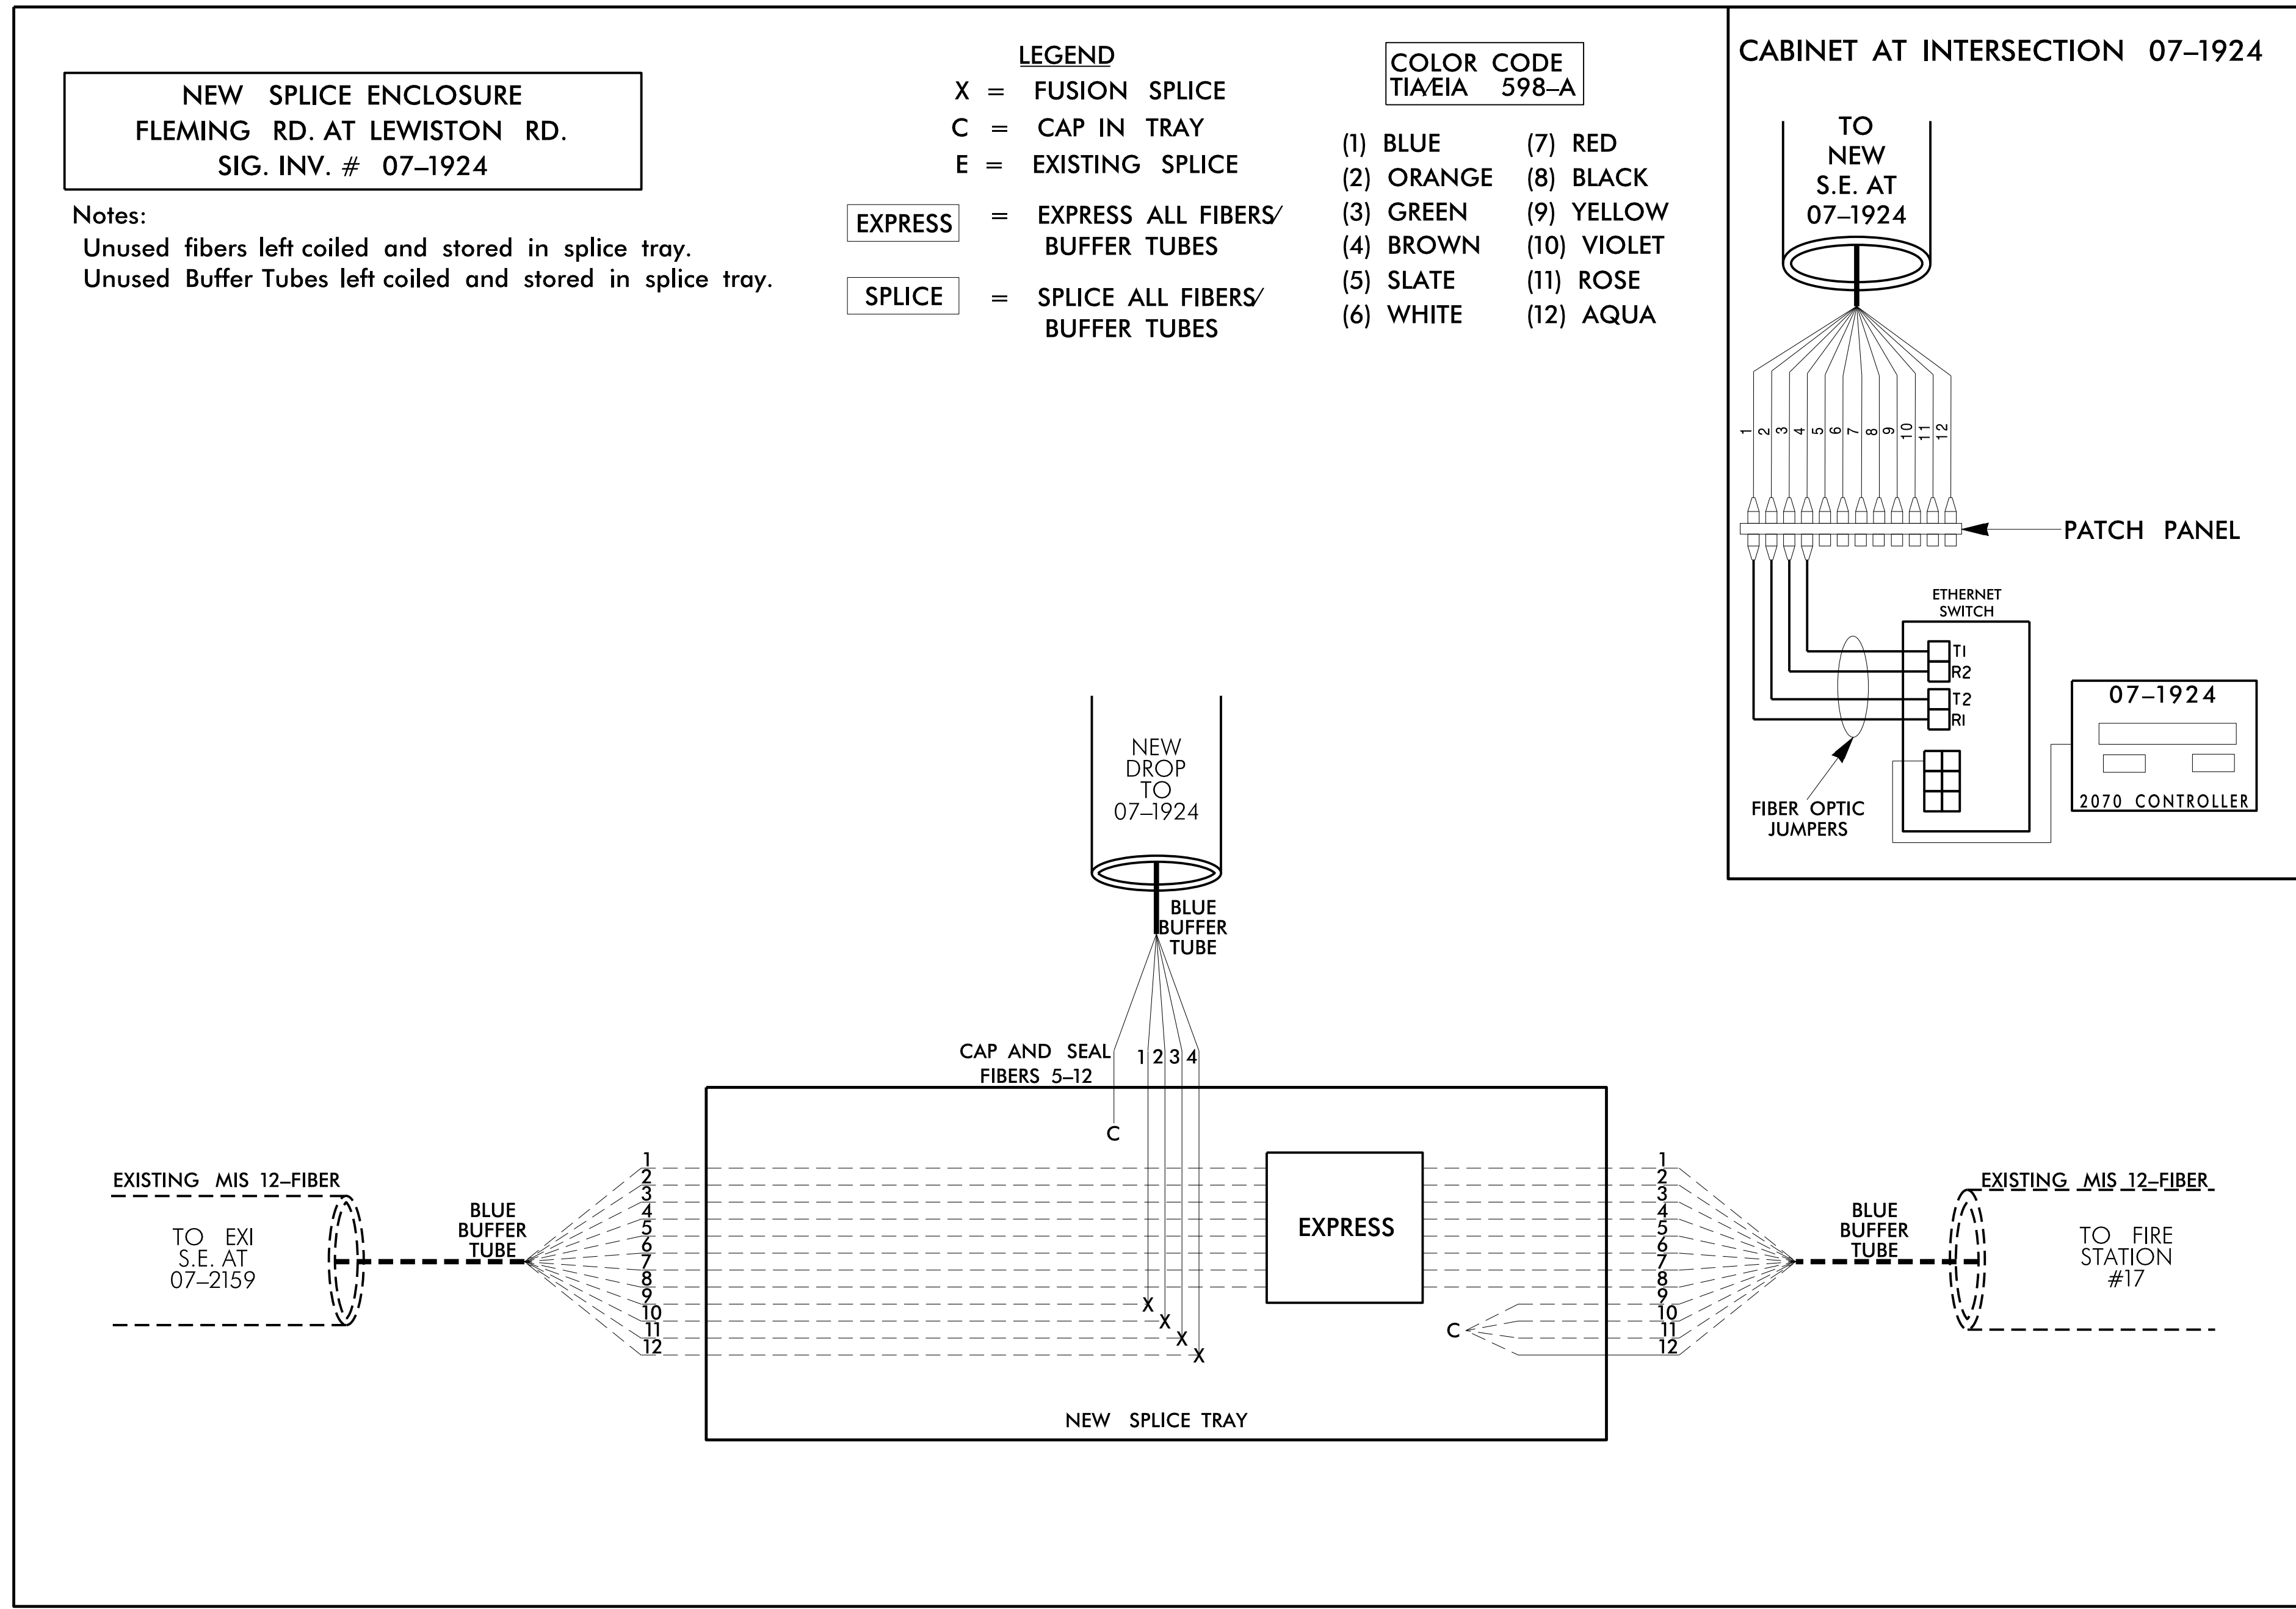 NEW SPLICE ENCLOSURE
FLEMING RD. AT LEWISTON RD.
SIG. INV. # 07-1924
Notes:
Unused fibers left coiled and stored in splice tray.
Unused Buffer Tubes left coiled and stored in splice tray.
LEGEND
X = FUSION SPLICE
C = CAP IN TRAY
E = EXISTING SPLICE
EXPRESS = EXPRESS ALL FIBERS/
BUFFER TUBES
SPLICE = SPLICE ALL FIBERS/
BUFFER TUBES
COLOR CODE
TIA/EIA 598-A
(1) BLUE
(2) ORANGE
(3) GREEN
(4) BROWN
(5) SLATE
(6) WHITE
(7) RED
(8) BLACK
(9) YELLOW
(10) VIOLET
(11) ROSE
(12) AQUA
CABINET AT INTERSECTION 07-1924
TO
NEW
S.E. AT
07-1924
1 2 3 4 5 6 7 8 9 10 11 12
PATCH PANEL
ETHERNET
SWITCH
T1
R2
T2
R1
07-1924
2070 CONTROLLER
FIBER OPTIC
JUMPERS
NEW
DROP
TO
07-1924
BLUE
BUFFER
TUBE
CAP AND SEAL
FIBERS 5-12
1 2 3 4
C
EXISTING MIS 12-FIBER
TO EXI
S.E. AT
07-2159
BLUE
BUFFER
TUBE
1
2
3
4
5
6
7
8
9
10
11
12
X
X
X
X
EXPRESS
C
NEW SPLICE TRAY
1
2
3
4
5
6
7
8
9
10
11
12
BLUE
BUFFER
TUBE
EXISTING MIS 12-FIBER
TO FIRE
STATION
#17